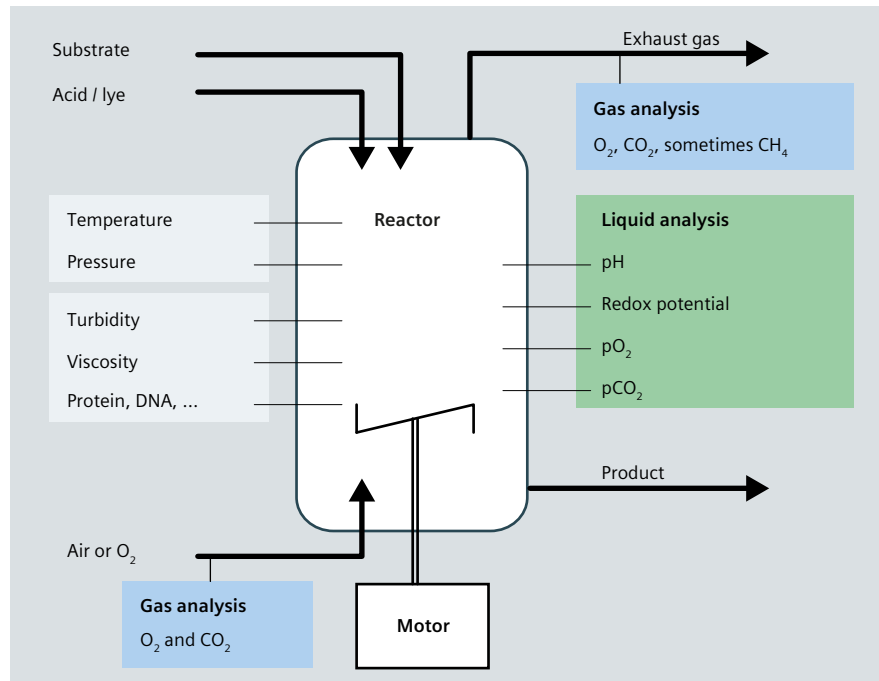 Substrate
Acid / lye
Exhaust gas
Gas analysis
O₂, CO₂, sometimes CH₄
Temperature
Pressure
Turbidity
Viscosity
Protein, DNA, ...
Reactor
Liquid analysis
pH
Redox potential
pO₂
pCO₂
Product
Air or O₂
Gas analysis
O₂ and CO₂
Motor